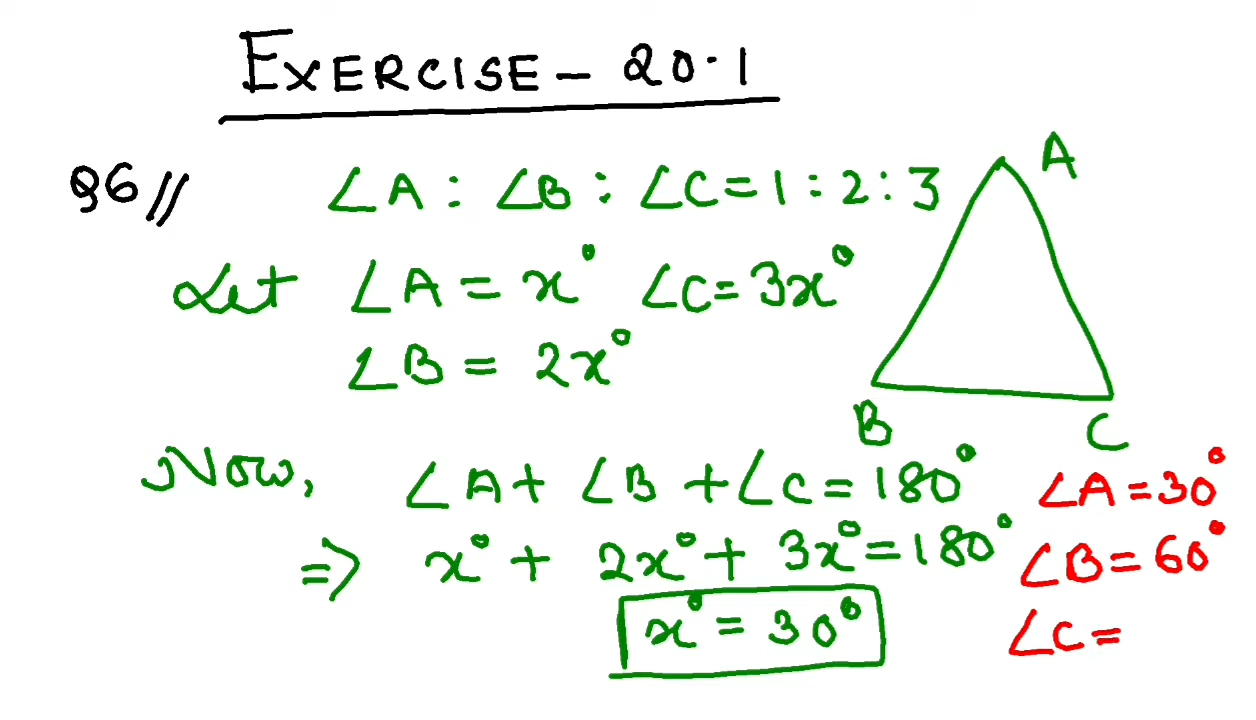 EXERCISE - 20.1
Q6// ∠A : ∠B : ∠C = 1 : 2 : 3
A
Let ∠A = x° ∠C = 3x°
∠B = 2x°
B C
Now, ∠A + ∠B + ∠C = 180°
⇒ x° + 2x° + 3x° = 180°
x° = 30°
∠A = 30°
∠B = 60°
∠C =